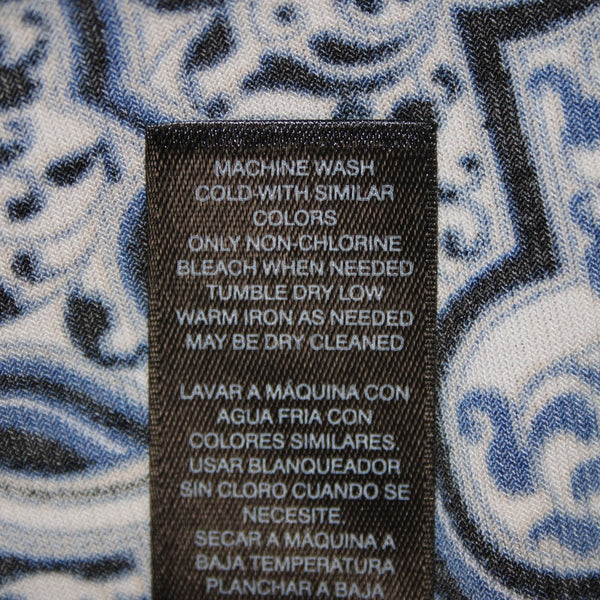 MACHINE WASH
COLD-WITH SIMILAR
COLORS
ONLY NON-CHLORINE
BLEACH WHEN NEEDED
TUMBLE DRY LOW
WARM IRON AS NEEDED
MAY BE DRY CLEANED
LAVAR A MÁQUINA CON
AGUA FRIA CON
COLORES SIMILARES.
USAR BLANQUEADOR
SIN CLORO CUANDO SE
NECESITE.
SECAR A MÁQUINA A
BAJA TEMPERATURA
PLANCHAR A BAJA